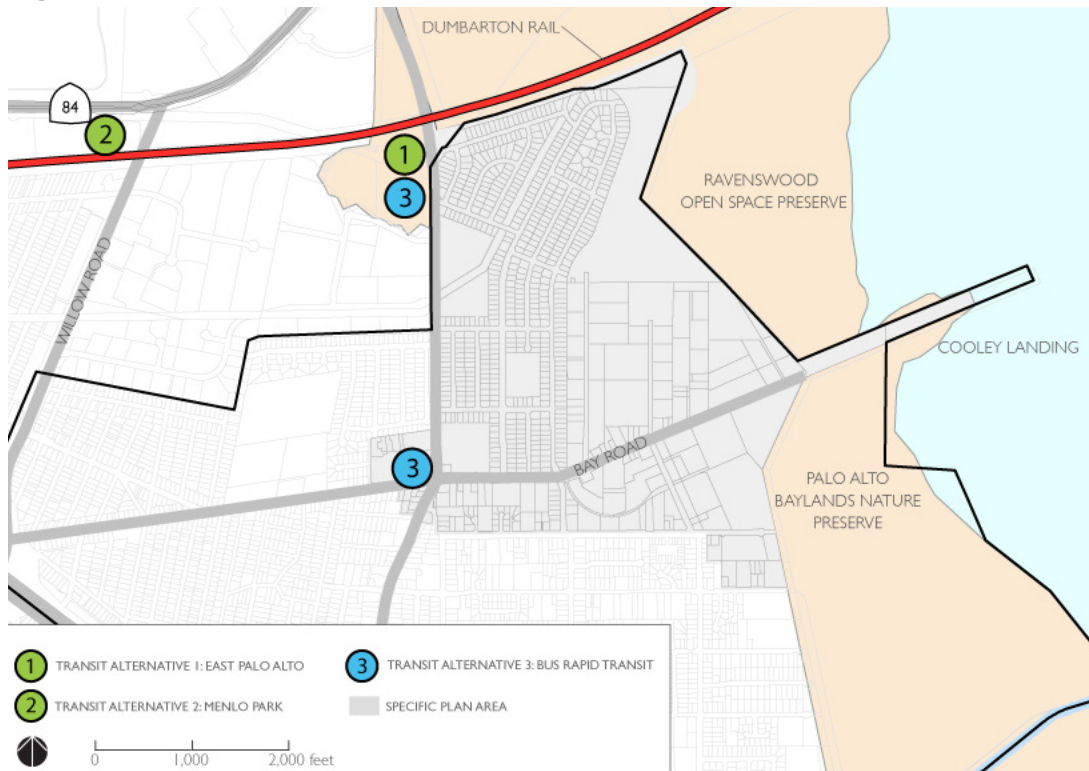 DUMBARTON RAIL
84
2
1
3
RAVENSWOOD
OPEN SPACE PRESERVE
WILLOW ROAD
COOLEY LANDING
BAY ROAD
3
PALO ALTO
BAYLANDS NATURE
PRESERVE
1 TRANSIT ALTERNATIVE 1: EAST PALO ALTO
3 TRANSIT ALTERNATIVE 3: BUS RAPID TRANSIT
2 TRANSIT ALTERNATIVE 2: MENLO PARK
SPECIFIC PLAN AREA
0 1,000 2,000 feet